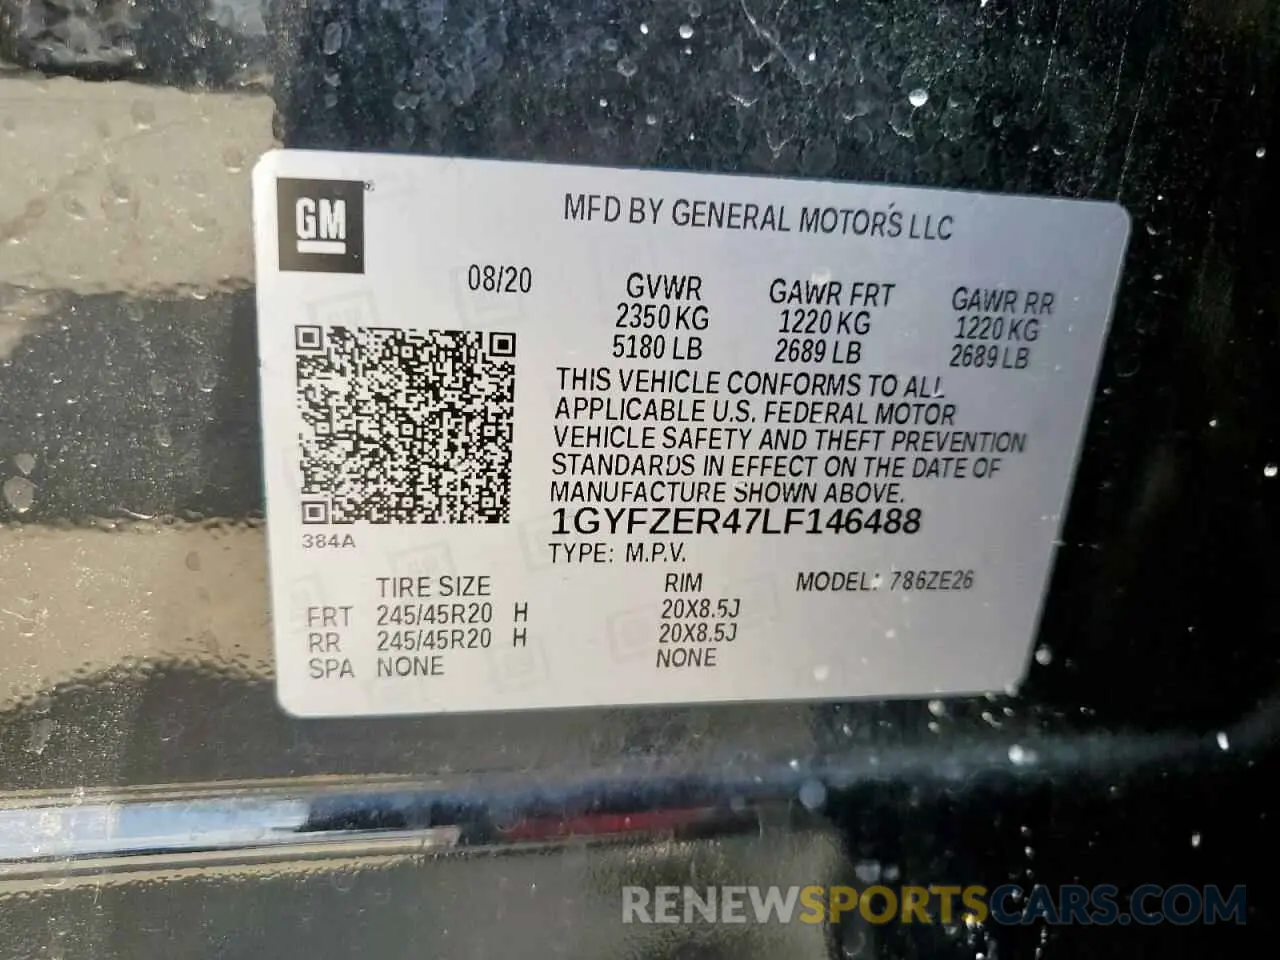 GM
MFD BY GENERAL MOTORS LLC
08/20
GVWR GAWR FRT GAWR RR
2350 KG 1220 KG 1220 KG
5180 LB 2689 LB 2689 LB
THIS VEHICLE CONFORMS TO ALL
APPLICABLE U.S. FEDERAL MOTOR
VEHICLE SAFETY AND THEFT PREVENTION
STANDARDS IN EFFECT ON THE DATE OF
MANUFACTURE SHOWN ABOVE.
1GYFZER47LF146488
384A
TYPE: M.P.V.
TIRE SIZE RIM MODEL: 786ZE26
FRT 245/45R20 H 20X8.5J
RR 245/45R20 H 20X8.5J
SPA NONE NONE
RENEWSPORTSCARS.COM